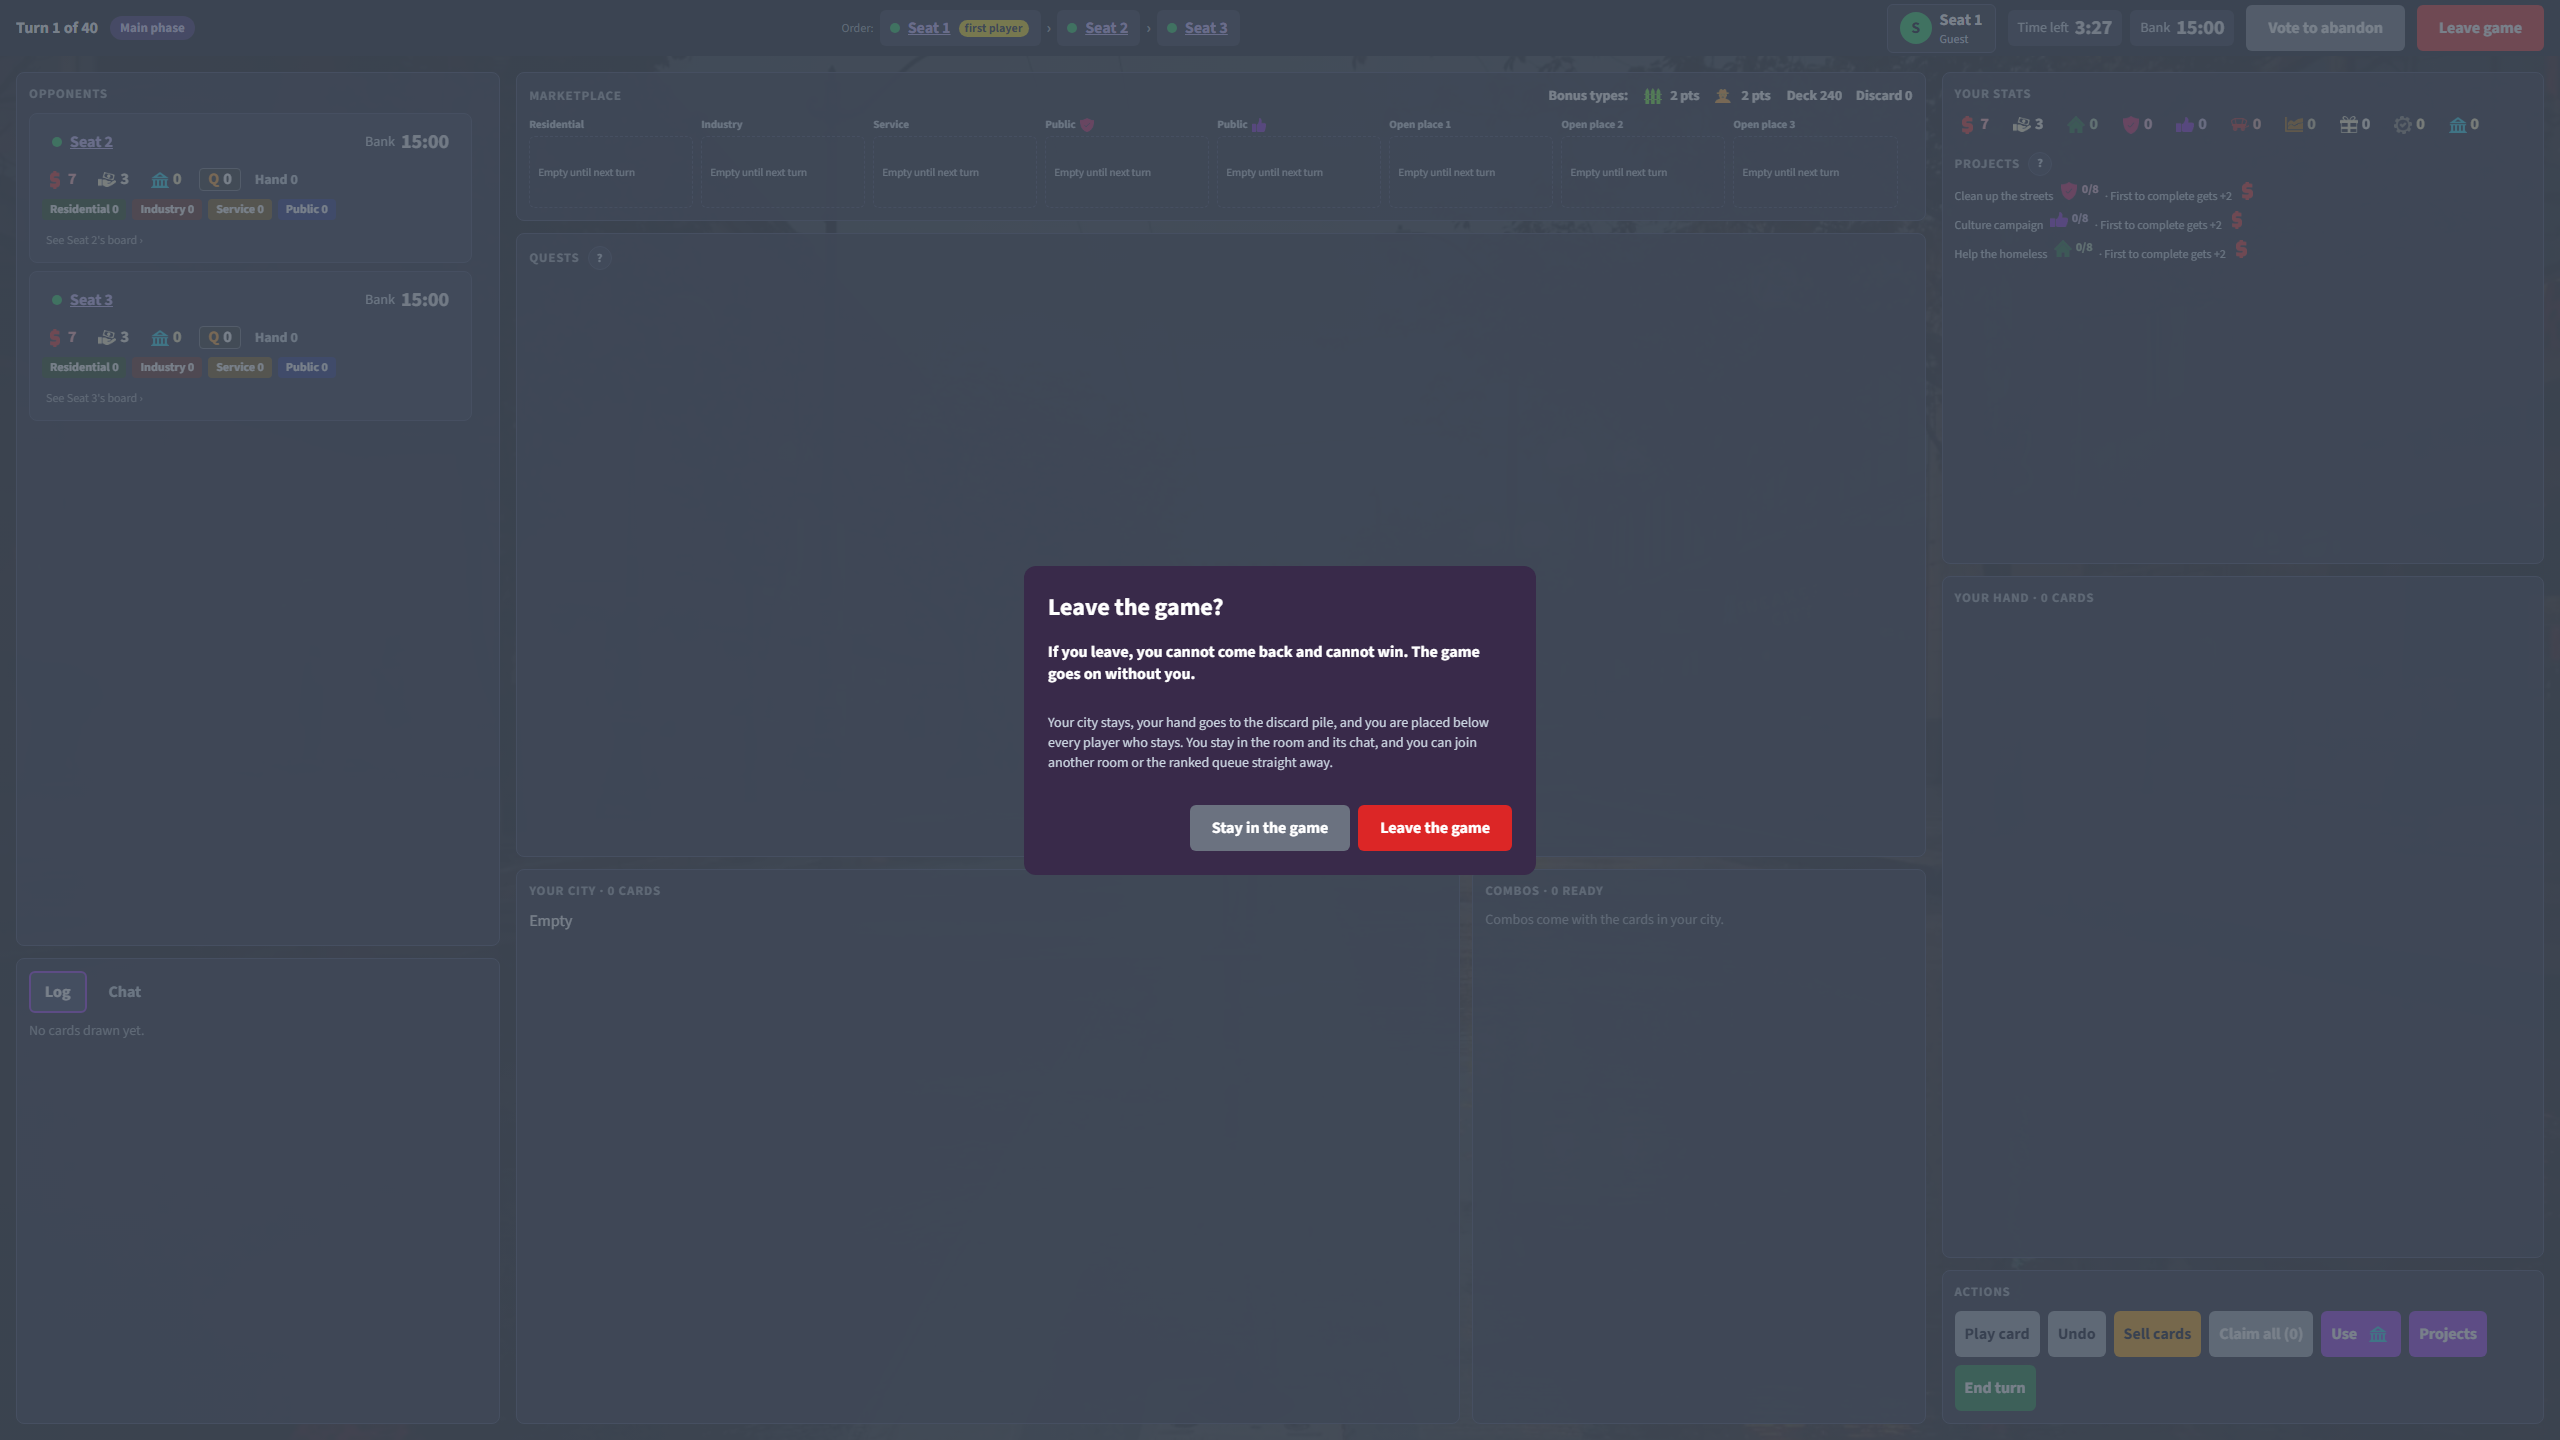 Turn 1 of 40 Main phase
Order: Seat 1 first player › Seat 2 › Seat 3
S Seat 1 Guest Time left 3:27 Bank 15:00 Vote to abandon Leave game
OPPONENTS
Seat 2 Bank 15:00
7 3 0 Q 0 Hand 0
Residential 0 Industry 0 Service 0 Public 0
See Seat 2's board ›
Seat 3 Bank 15:00
7 3 0 Q 0 Hand 0
Residential 0 Industry 0 Service 0 Public 0
See Seat 3's board ›
Log Chat
No cards drawn yet.
MARKETPLACE Bonus types: 2 pts 2 pts Deck 240 Discard 0
Residential Industry Service Public Public Open place 1 Open place 2 Open place 3
Empty until next turn Empty until next turn Empty until next turn Empty until next turn Empty until next turn Empty until next turn Empty until next turn Empty until next turn
QUESTS ?
Leave the game?
If you leave, you cannot come back and cannot win. The game
goes on without you.
Your city stays, your hand goes to the discard pile, and you are placed below
every player who stays. You stay in the room and its chat, and you can join
another room or the ranked queue straight away.
Stay in the game Leave the game
YOUR CITY · 0 CARDS
Empty
COMBOS · 0 READY
Combos come with the cards in your city.
YOUR STATS
$ 7 3 0 0 0 0 0 0 0 0
PROJECTS ?
Clean up the streets 0/8 · First to complete gets +2 $
Culture campaign 0/8 · First to complete gets +2 $
Help the homeless 0/8 · First to complete gets +2 $
YOUR HAND · 0 CARDS
ACTIONS
Play card Undo Sell cards Claim all (0) Use Projects
End turn